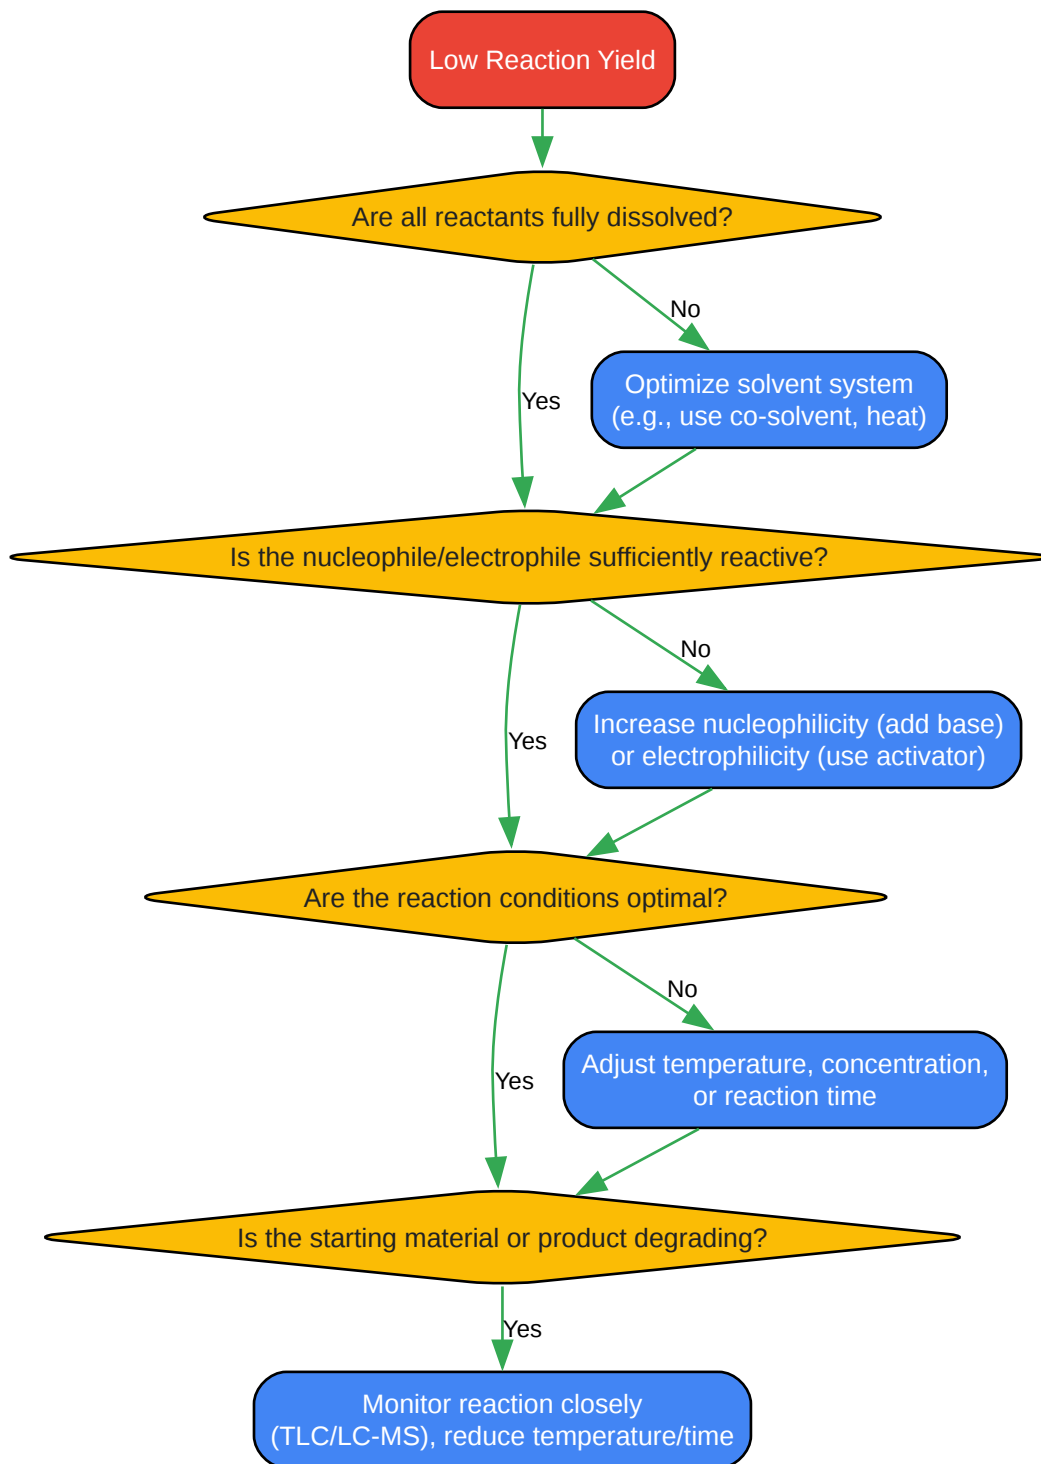 Low Reaction Yield
Are all reactants fully dissolved?
No
Optimize solvent system
(e.g., use co-solvent, heat)
Yes
Is the nucleophile/electrophile sufficiently reactive?
No
Increase nucleophilicity (add base)
or electrophilicity (use activator)
Yes
Are the reaction conditions optimal?
No
Adjust temperature, concentration,
or reaction time
Yes
Is the starting material or product degrading?
Yes
Monitor reaction closely
(TLC/LC-MS), reduce temperature/time